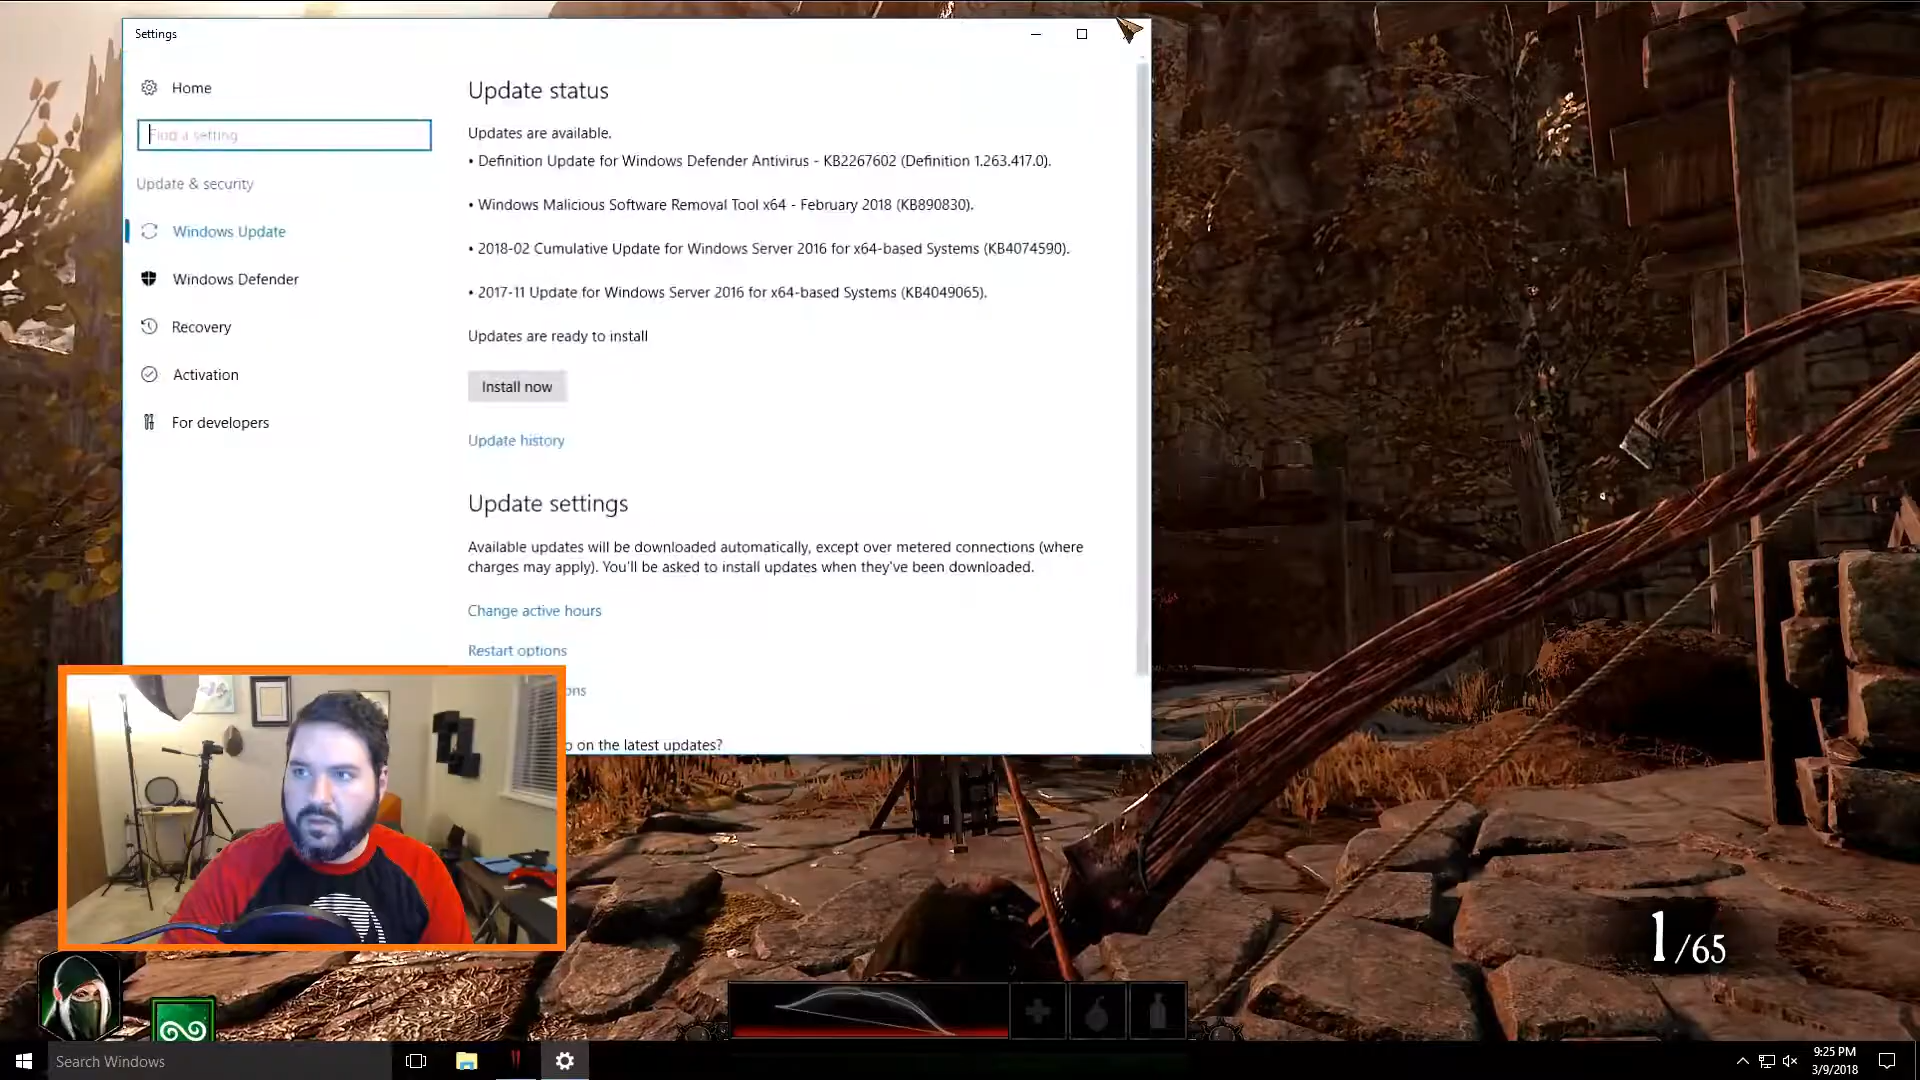 Settings
Home
Find a setting
Update & security
Windows Update
Windows Defender
Recovery
Activation
For developers
Update status
Updates are available.
• Definition Update for Windows Defender Antivirus - KB2267602 (Definition 1.263.417.0).
• Windows Malicious Software Removal Tool x64 - February 2018 (KB890830).
• 2018-02 Cumulative Update for Windows Server 2016 for x64-based Systems (KB4074590).
• 2017-11 Update for Windows Server 2016 for x64-based Systems (KB4049065).
Updates are ready to install
Install now
Update history
Update settings
Available updates will be downloaded automatically, except over metered connections (where
charges may apply). You'll be asked to install updates when they've been downloaded.
Change active hours
Restart options
ons
on the latest updates?
1/65
Search Windows
9:25 PM
3/9/2018